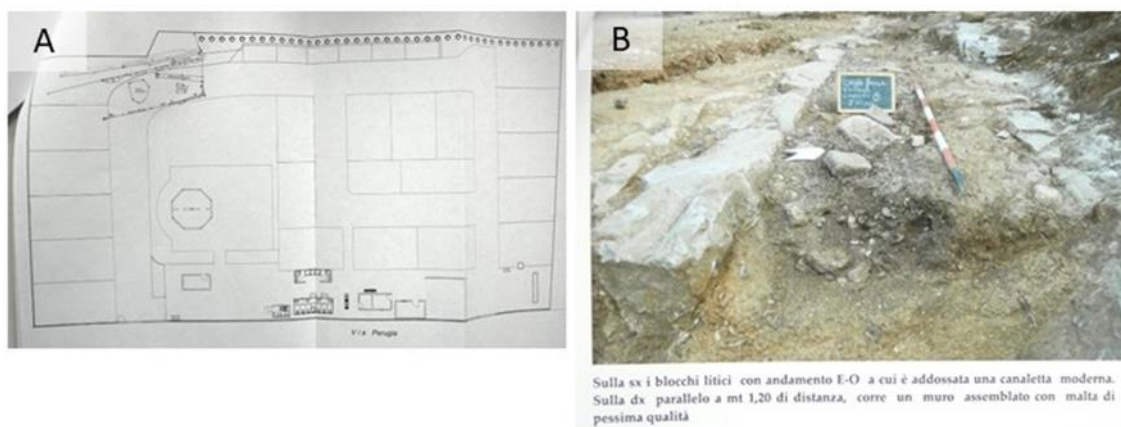 A
B
Via Perugia
Sulla sx i blocchi litici con andamento E-O a cui è addossata una canaletta moderna.
Sulla dx parallelo a mt 1,20 di distanza, corre un muro assemblato con malta di
pessima qualità